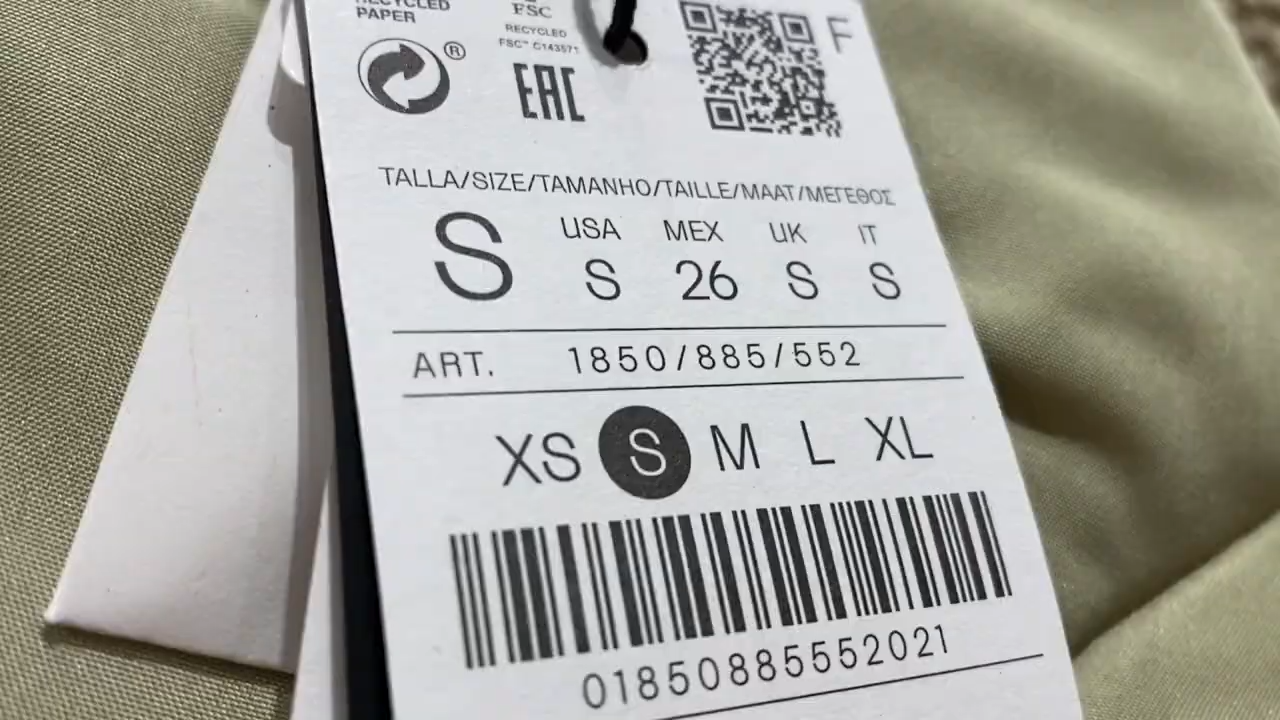 RECYCLED
PAPER
®
FSC
RECYCLED
FSC™ C143571
EAC
F
TALLA/SIZE/TAMANHO/TAILLE/MAAT/ΜΕΓΕΘΟΣ
S
USA MEX UK IT
S 26 S S
ART. 1850/885/552
XS S M L XL
01850885552021